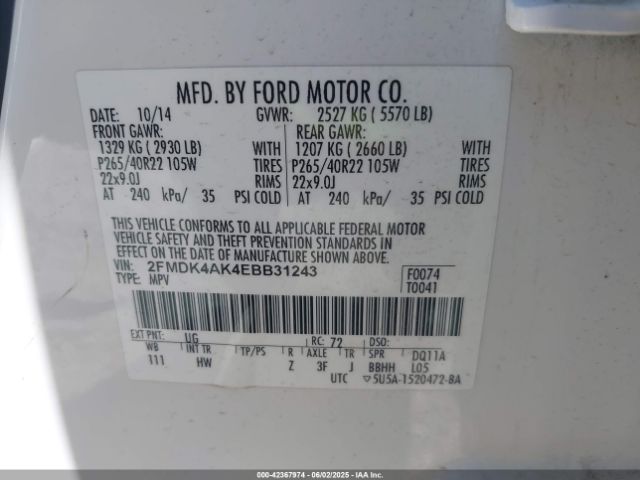 MFD. BY FORD MOTOR CO.
DATE: 10/14 GVWR: 2527 KG ( 5570 LB)
FRONT GAWR: REAR GAWR:
1329 KG ( 2930 LB) WITH 1207 KG ( 2660 LB) WITH
P265/40R22 105W TIRES P265/40R22 105W TIRES
22x9.0J RIMS 22x9.0J RIMS
AT 240 kPa/ 35 PSI COLD AT 240 kPa/ 35 PSI COLD
THIS VEHICLE CONFORMS TO ALL APPLICABLE FEDERAL MOTOR
VEHICLE SAFETY AND THEFT PREVENTION STANDARDS IN
EFFECT ON THE DATE OF MANUFACTURE SHOWN ABOVE.
VIN: 2FMDK4AK4EBB31243 F0074
TYPE: MPV T0041
EXT PNT: UG RC: 72 DSO:
WB INT TR TP/PS R AXLE TR SPR DQ11A
111 HW Z 3F J BBHH L05
UTC ▽5U5A-1520472-BA
000-42367974 | 06/02/2025 - IAAI.COM